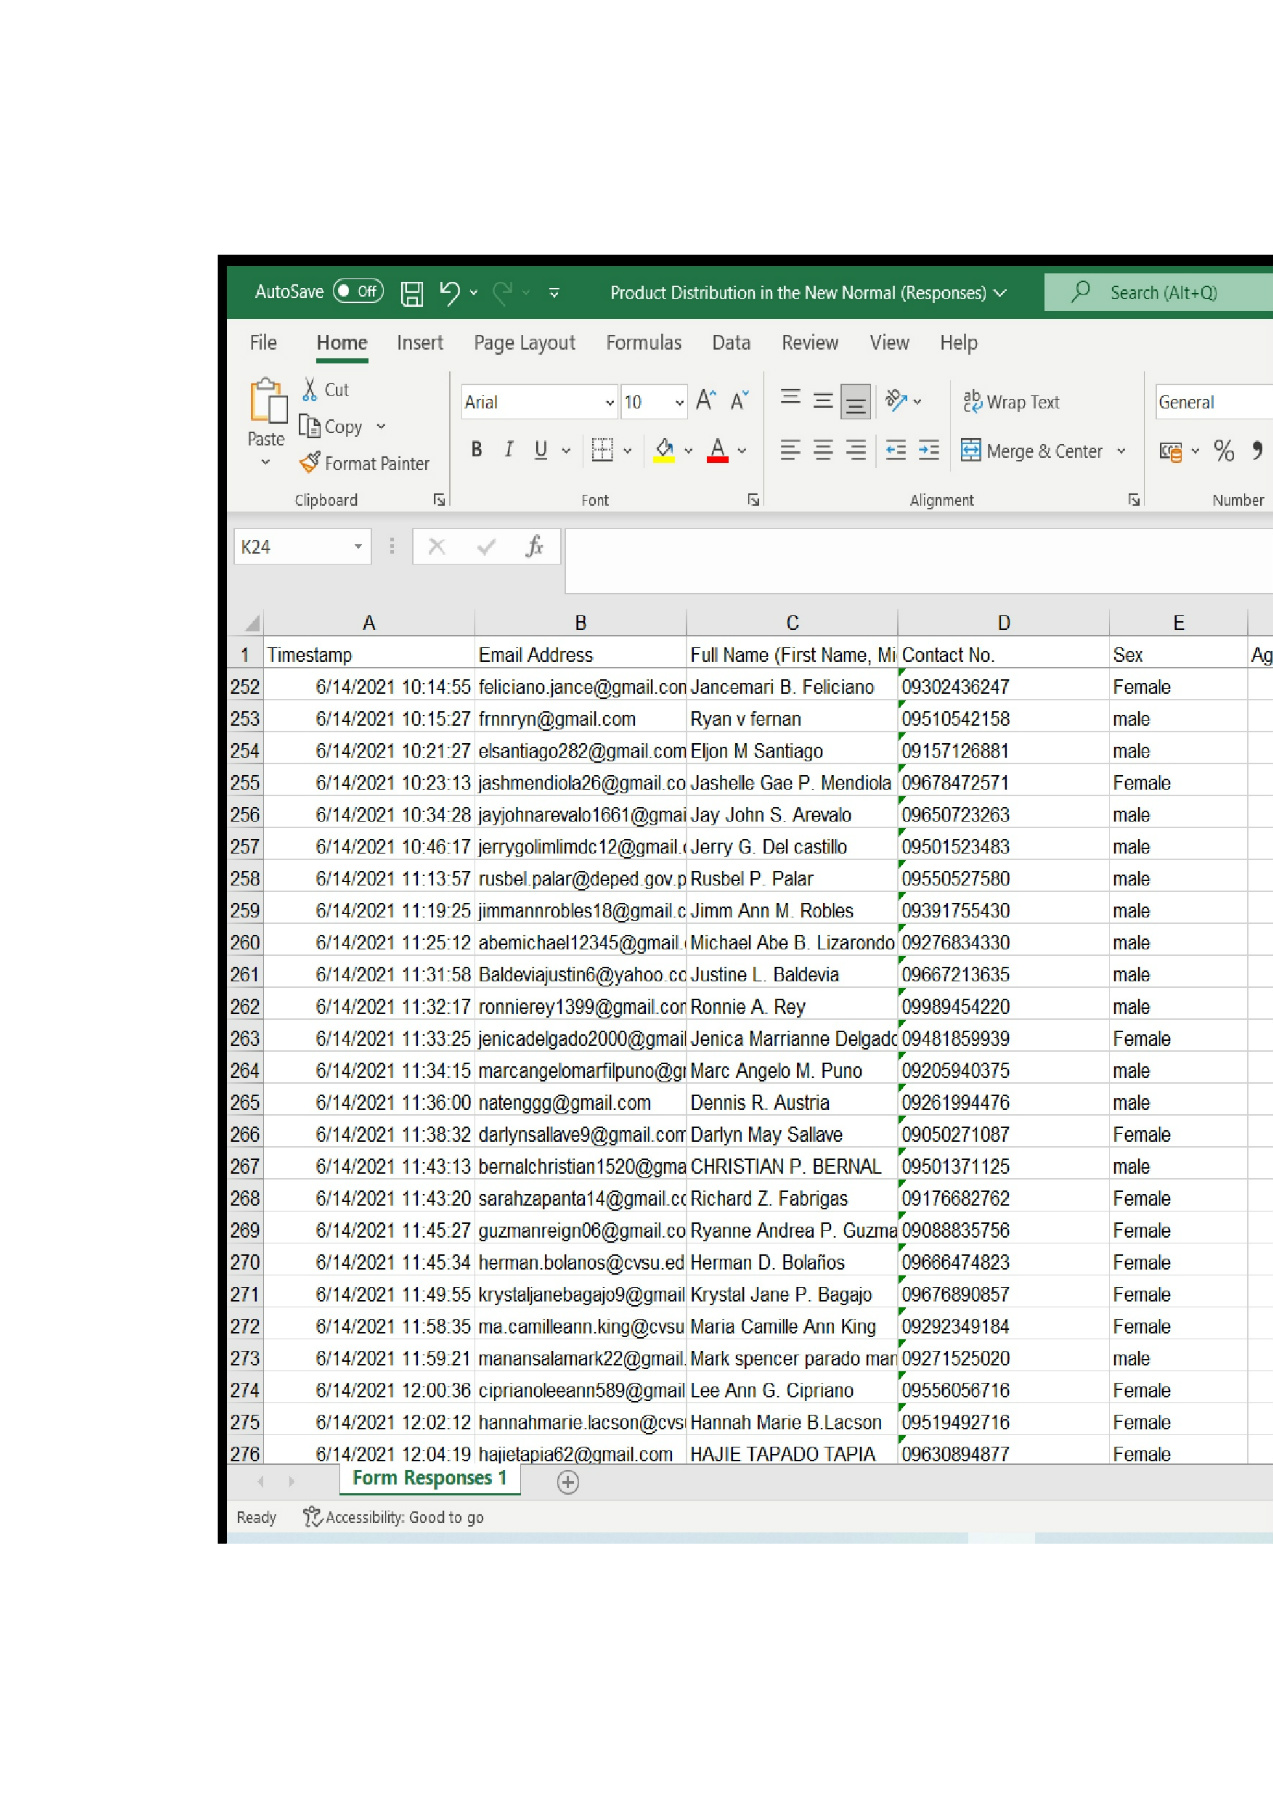 AutoSave Off Product Distribution in the New Normal (Responses) Search (Alt+Q)
File Home Insert Page Layout Formulas Data Review View Help
Paste Cut Copy Format Painter Arial 10 Wrap Text General
B I U Merge & Center %
Clipboard Font Alignment Number
K24 fx
A B C D E
1 Timestamp Email Address Full Name (First Name, Mi Contact No. Sex Ag
252 6/14/2021 10:14:55 feliciano.jance@gmail.con Jancemari B. Feliciano 09302436247 Female
253 6/14/2021 10:15:27 frnnryn@gmail.com Ryan v fernan 09510542158 male
254 6/14/2021 10:21:27 elsantiago282@gmail.com Eljon M Santiago 09157126881 male
255 6/14/2021 10:23:13 jashmendiola26@gmail.co Jashelle Gae P. Mendiola 09678472571 Female
256 6/14/2021 10:34:28 jayjohnarevalo1661@gmai Jay John S. Arevalo 09650723263 male
257 6/14/2021 10:46:17 jerrygolimlimdc12@gmail.c Jerry G. Del castillo 09501523483 male
258 6/14/2021 11:13:57 rusbel.palar@deped.gov.p Rusbel P. Palar 09550527580 male
259 6/14/2021 11:19:25 jimmannrobles18@gmail.c Jimm Ann M. Robles 09391755430 male
260 6/14/2021 11:25:12 abemichael12345@gmail. Michael Abe B. Lizarondo 09276834330 male
261 6/14/2021 11:31:58 Baldeviajustin6@yahoo.cc Justine L. Baldevia 09667213635 male
262 6/14/2021 11:32:17 ronnierey1399@gmail.con Ronnie A. Rey 09989454220 male
263 6/14/2021 11:33:25 jenicadelgado2000@gmail Jenica Marrianne Delgado 09481859939 Female
264 6/14/2021 11:34:15 marcangelomarfilpuno@g Marc Angelo M. Puno 09205940375 male
265 6/14/2021 11:36:00 natenggg@gmail.com Dennis R. Austria 09261994476 male
266 6/14/2021 11:38:32 darlynsallave9@gmail.com Darlyn May Sallave 09050271087 Female
267 6/14/2021 11:43:13 bernalchristian1520@gma CHRISTIAN P. BERNAL 09501371125 male
268 6/14/2021 11:43:20 sarahzapanta14@gmail.cc Richard Z. Fabrigas 09176682762 Female
269 6/14/2021 11:45:27 guzmanreign06@gmail.co Ryanne Andrea P. Guzma 09088835756 Female
270 6/14/2021 11:45:34 herman.bolanos@cvsu.ed Herman D. Bolaños 09666474823 Female
271 6/14/2021 11:49:55 krystaljanebagajo9@gmail Krystal Jane P. Bagajo 09676890857 Female
272 6/14/2021 11:58:35 ma.camilleann.king@cvsu Maria Camille Ann King 09292349184 Female
273 6/14/2021 11:59:21 manansalamark22@gmail. Mark spencer parado man 09271525020 male
274 6/14/2021 12:00:36 ciprianoleeann589@gmail Lee Ann G. Cipriano 09556056716 Female
275 6/14/2021 12:02:12 hannahmarie.lacson@cvs Hannah Marie B.Lacson 09519492716 Female
276 6/14/2021 12:04:19 hajietapia62@gmail.com HAJIE TAPADO TAPIA 09630894877 Female
Form Responses 1
Ready Accessibility: Good to go